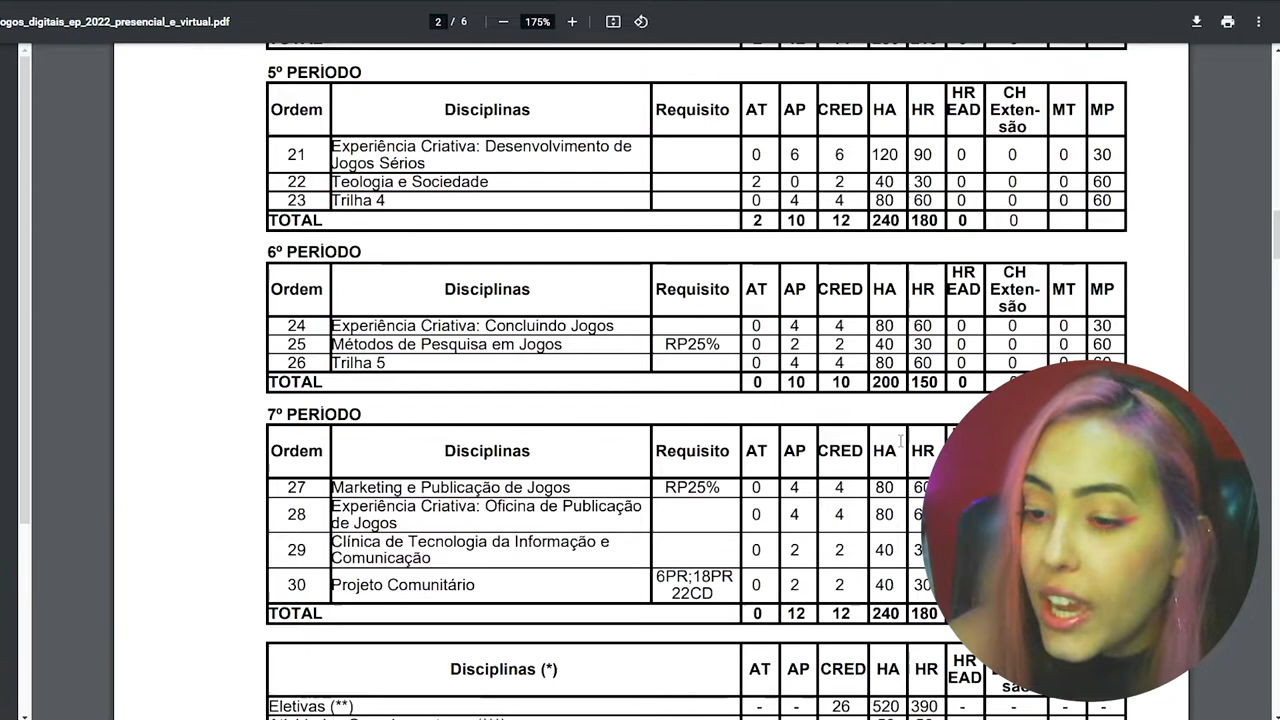 ogos_digitais_ep_2022_presencial_e_virtual.pdf 2 / 6 175%
5º PERÍODO
Ordem Disciplinas Requisito AT AP CRED HA HR HR EAD CH Exten-são MT MP
21 Experiência Criativa: Desenvolvimento de Jogos Sérios 0 6 6 120 90 0 0 0 30
22 Teologia e Sociedade 2 0 2 40 30 0 0 0 60
23 Trilha 4 0 4 4 80 60 0 0 0 60
TOTAL 2 10 12 240 180 0 0
6º PERÍODO
Ordem Disciplinas Requisito AT AP CRED HA HR HR EAD CH Exten-são MT MP
24 Experiência Criativa: Concluindo Jogos 0 4 4 80 60 0 0 0 30
25 Métodos de Pesquisa em Jogos RP25% 0 2 2 40 30 0 0 0 60
26 Trilha 5 0 4 4 80 60 0 0 0
TOTAL 0 10 10 200 150 0
7º PERÍODO
Ordem Disciplinas Requisito AT AP CRED HA HR
27 Marketing e Publicação de Jogos RP25% 0 4 4 80
28 Experiência Criativa: Oficina de Publicação de Jogos 0 4 4 80
29 Clínica de Tecnologia da Informação e Comunicação 0 2 2 40
30 Projeto Comunitário 6PR;18PR 22CD 0 2 2 40 30
TOTAL 0 12 12 240 180
Disciplinas (*) AT AP CRED HA HR HR EAD
Eletivas (**) - - 26 520 390 - - - -